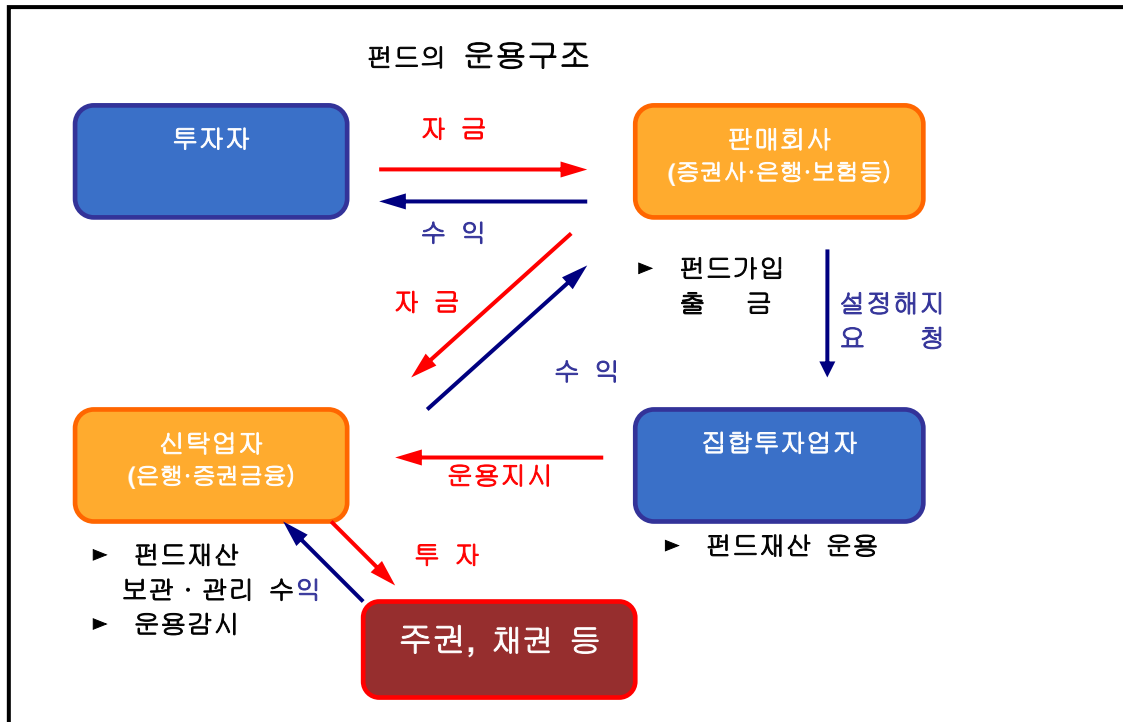 펀드의 운용구조
투자자
자 금
판매회사
(증권사·은행·보험등)
수 익
► 펀드가입
출 금
자 금
설정해지
요 청
수 익
신탁업자
(은행·증권금융)
집합투자업자
운용지시
► 펀드재산
보관 · 관리 수익
► 운용감시
투 자
► 펀드재산 운용
주권, 채권 등